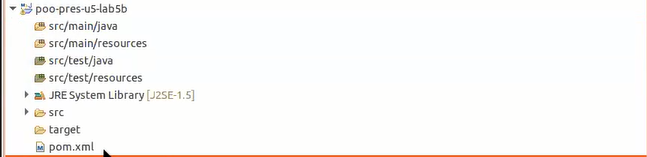 poo-pres-u5-lab5b
src/main/java
src/main/resources
src/test/java
src/test/resources
JRE System Library [J2SE-1.5]
src
target
pom.xml